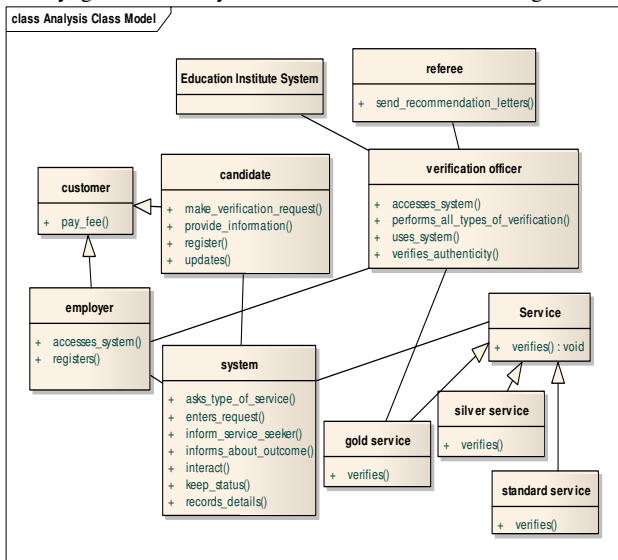 class Analysis Class Model
Education Institute System
referee
+ send_recommendation_letters()
candidate
+ make_verification_request()
+ provide_information()
+ register()
+ updates()
customer
+ pay_fee()
verification officer
+ accesses_system()
+ performs_all_types_of_verification()
+ uses_system()
+ verifies_authenticity()
employer
+ accesses_system()
+ registers()
system
+ asks_type_of_service()
+ enters_request()
+ inform_service_seeker()
+ informs_about_outcome()
+ interact()
+ keep_status()
+ records_details()
Service
+ verifies() : void
gold service
+ verifies()
silver service
+ verifies()
standard service
+ verifies()